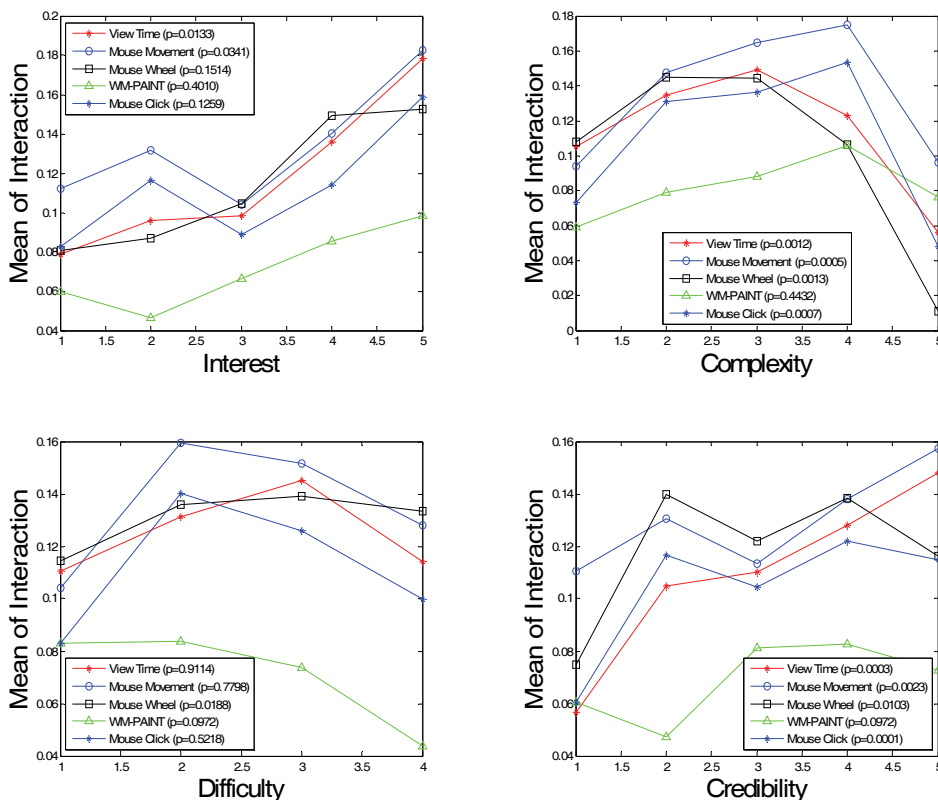 0.2
0.18
0.16
0.14
0.12
0.1
0.08
0.06
0.04
Mean of Interaction
View Time (p=0.0133)
Mouse Movement (p=0.0341)
Mouse Wheel (p=0.1514)
WM-PAINT (p=0.4010)
Mouse Click (p=0.1259)
1 1.5 2 2.5 3 3.5 4 4.5 5
Interest
0.18
0.16
0.14
0.12
0.1
0.08
0.06
0.04
0.02
0
Mean of Interaction
View Time (p=0.0012)
Mouse Movement (p=0.0005)
Mouse Wheel (p=0.0013)
WM-PAINT (p=0.4432)
Mouse Click (p=0.0007)
1 1.5 2 2.5 3 3.5 4 4.5 5
Complexity
0.16
0.14
0.12
0.1
0.08
0.06
0.04
Mean of Interaction
View Time (p=0.9114)
Mouse Movement (p=0.7798)
Mouse Wheel (p=0.0188)
WM-PAINT (p=0.0972)
Mouse Click (p=0.5218)
1 1.5 2 2.5 3 3.5 4
Difficulty
0.16
0.14
0.12
0.1
0.08
0.06
0.04
Mean of Interaction
View Time (p=0.0003)
Mouse Movement (p=0.0023)
Mouse Wheel (p=0.0103)
WM-PAINT (p=0.0972)
Mouse Click (p=0.0001)
1 1.5 2 2.5 3 3.5 4 4.5 5
Credibility